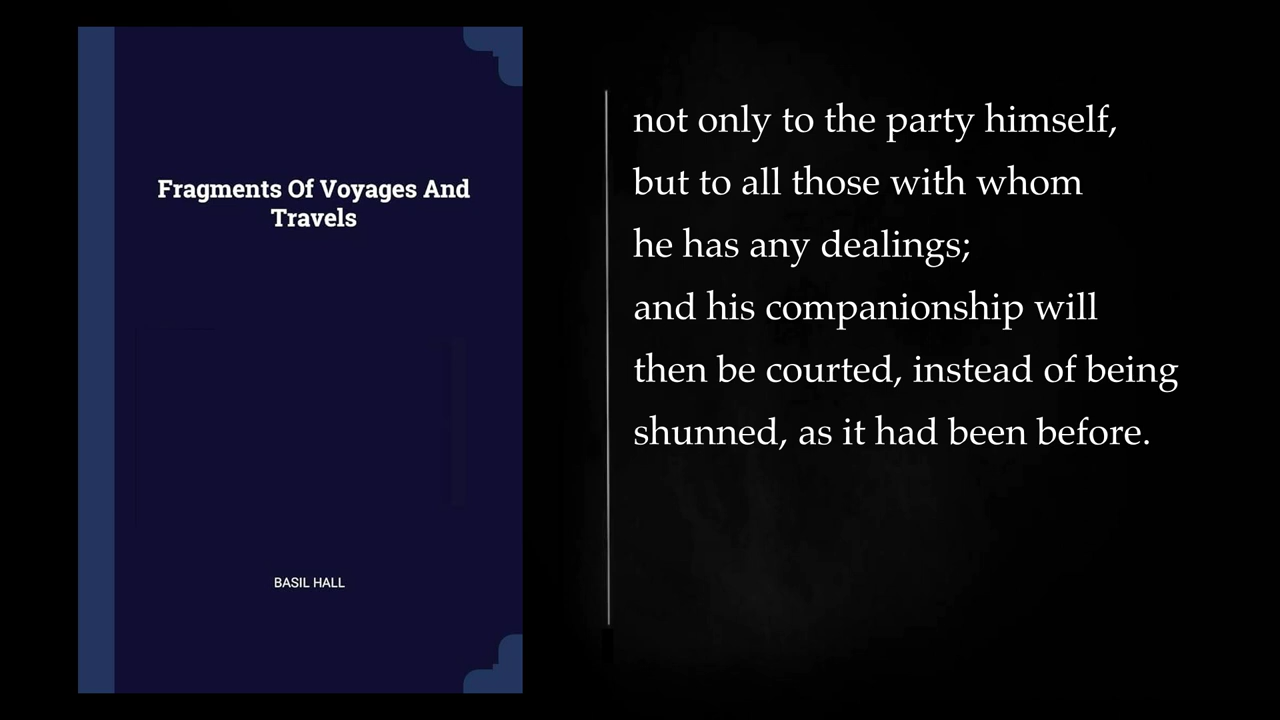 Fragments Of Voyages And
Travels
BASIL HALL
not only to the party himself,
but to all those with whom
he has any dealings;
and his companionship will
then be courted, instead of being
shunned, as it had been before.